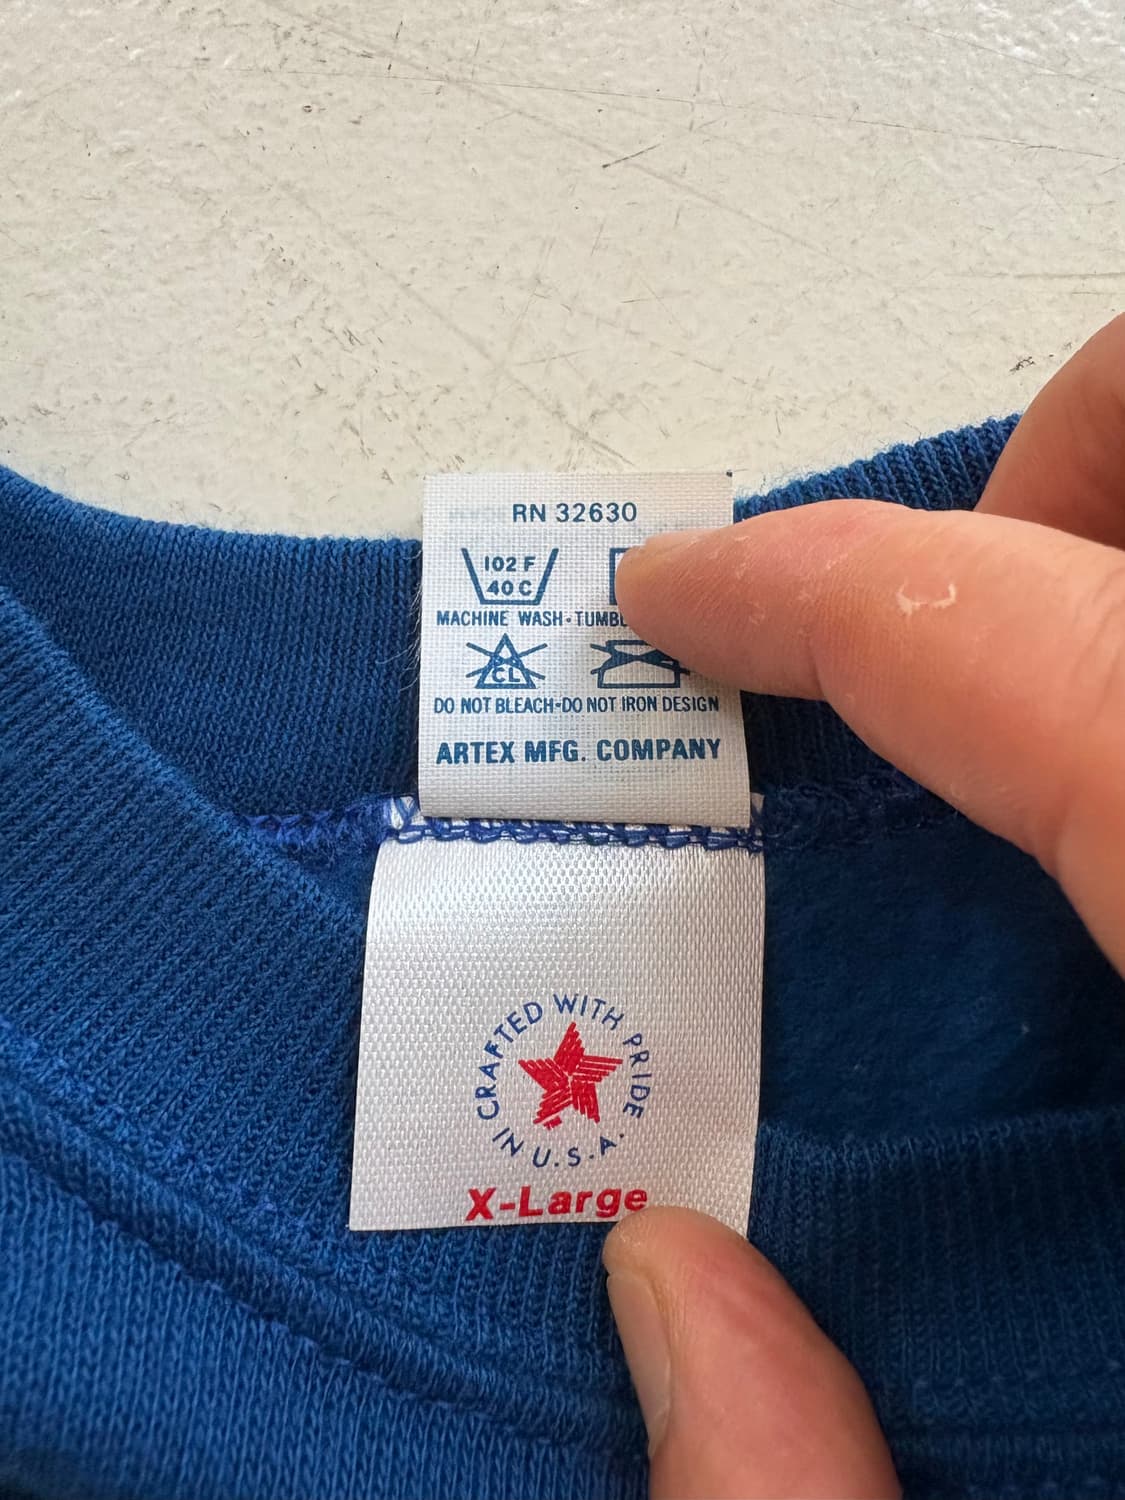 RN 32630
102 F
40 C
MACHINE WASH-
CL
DO NOT BLEACH-DO NOT IRON DESIGN
ARTEX MFG. COMPANY
CRAFTED WITH PRIDE
IN U.S.A.
X-Large